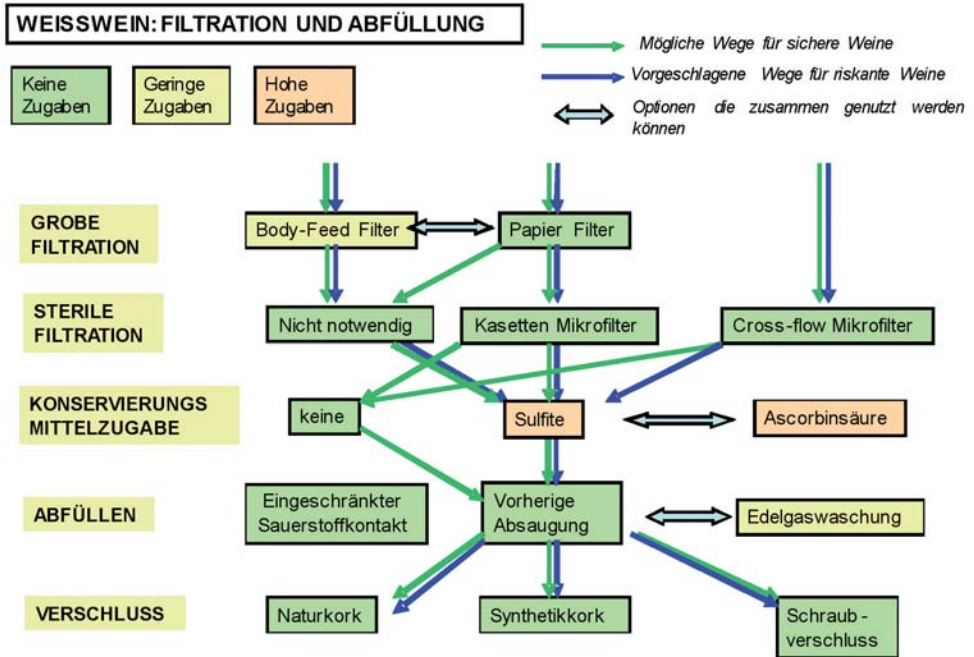 WEISSWEIN: FILTRATION UND ABFÜLLUNG
Keine
Zugaben
Geringe
Zugaben
Hohe
Zugaben
Mögliche Wege für sichere Weine
Vorgeschlagene Wege für riskante Weine
Optionen die zusammen genutzt werden
können
GROBE
FILTRATION
Body-Feed Filter
Papier Filter
STERILE
FILTRATION
Nicht notwendig
Kasetten Mikrofilter
Cross-flow Mikrofilter
KONSERVIERUNGS
MITTELZUGABE
keine
Sulfite
Ascorbinsäure
ABFÜLLEN
Eingeschränkter
Sauerstoffkontakt
Vorherige
Absaugung
Edelgaswaschung
VERSCHLUSS
Naturkork
Synthetikkork
Schraub-
verschluss